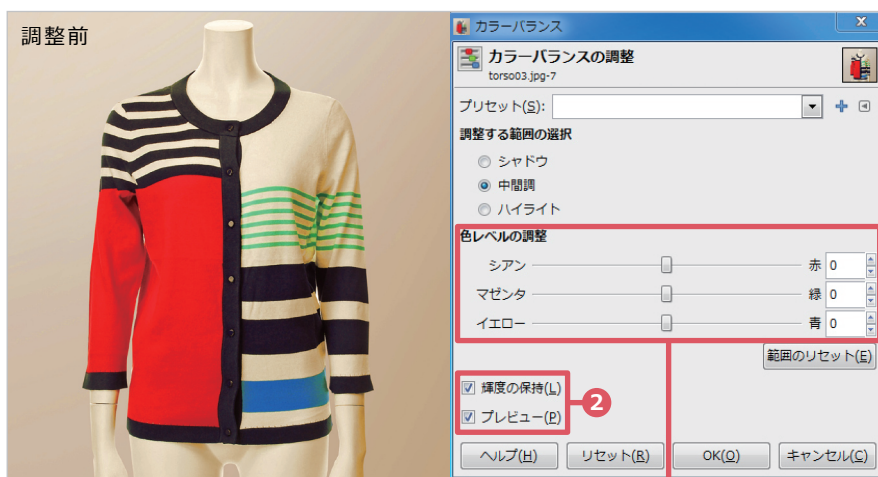 調整前
カラーバランス
カラーバランスの調整
torso03.jpg-7
プリセット(S):
調整する範囲の選択
シャドウ
中間調
ハイライト
色レベルの調整
シアン 赤 0
マゼンタ 緑 0
イエロー 青 0
範囲のリセット(E)
輝度の保持(L)
プレビュー(P)
2
ヘルプ(H) リセット(R) OK(O) キャンセル(C)